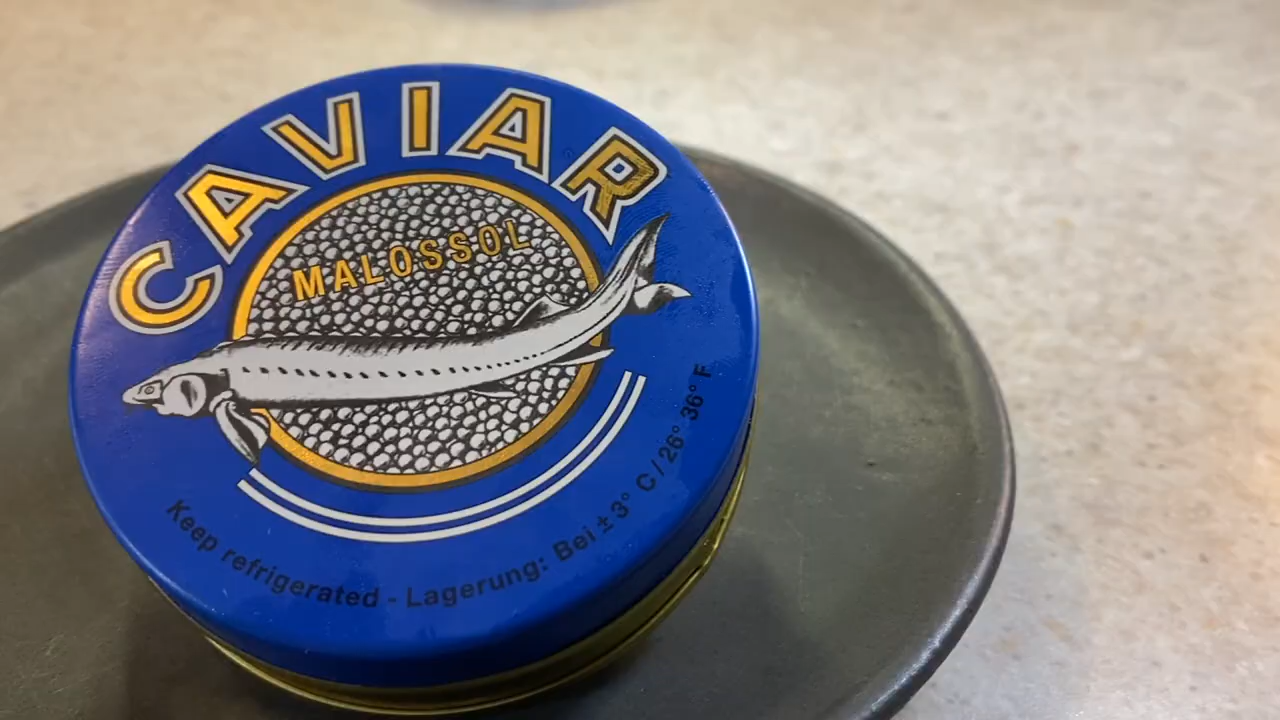 CAVIAR
MALOSSOL
Keep refrigerated - Lagerung: Bei ± 3° C / 26° 36° F